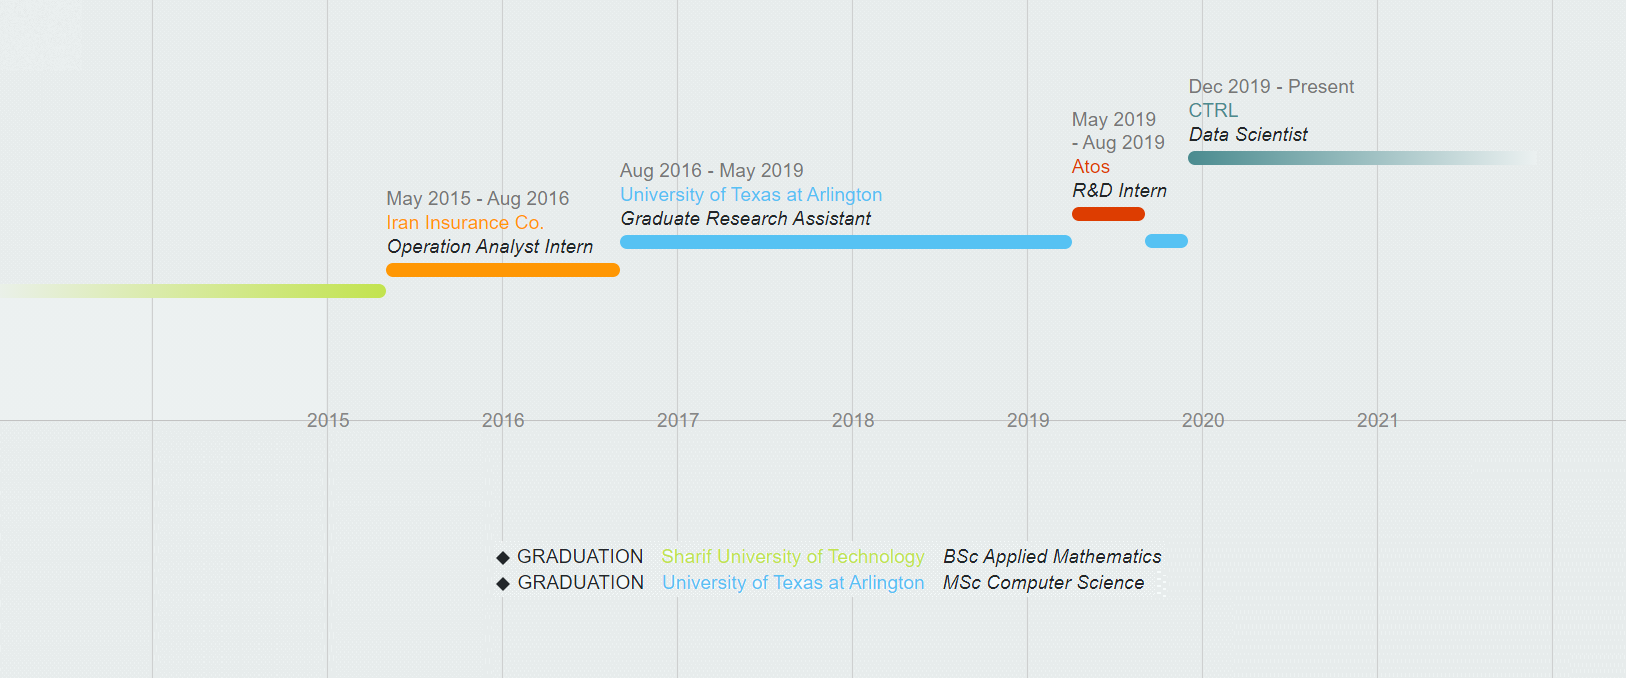 Dec 2019 - Present
CTRL
Data Scientist
May 2019
- Aug 2019
Atos
R&D Intern
Aug 2016 - May 2019
University of Texas at Arlington
Graduate Research Assistant
May 2015 - Aug 2016
Iran Insurance Co.
Operation Analyst Intern
2015 2016 2017 2018 2019 2020 2021
GRADUATION Sharif University of Technology BSc Applied Mathematics
GRADUATION University of Texas at Arlington MSc Computer Science